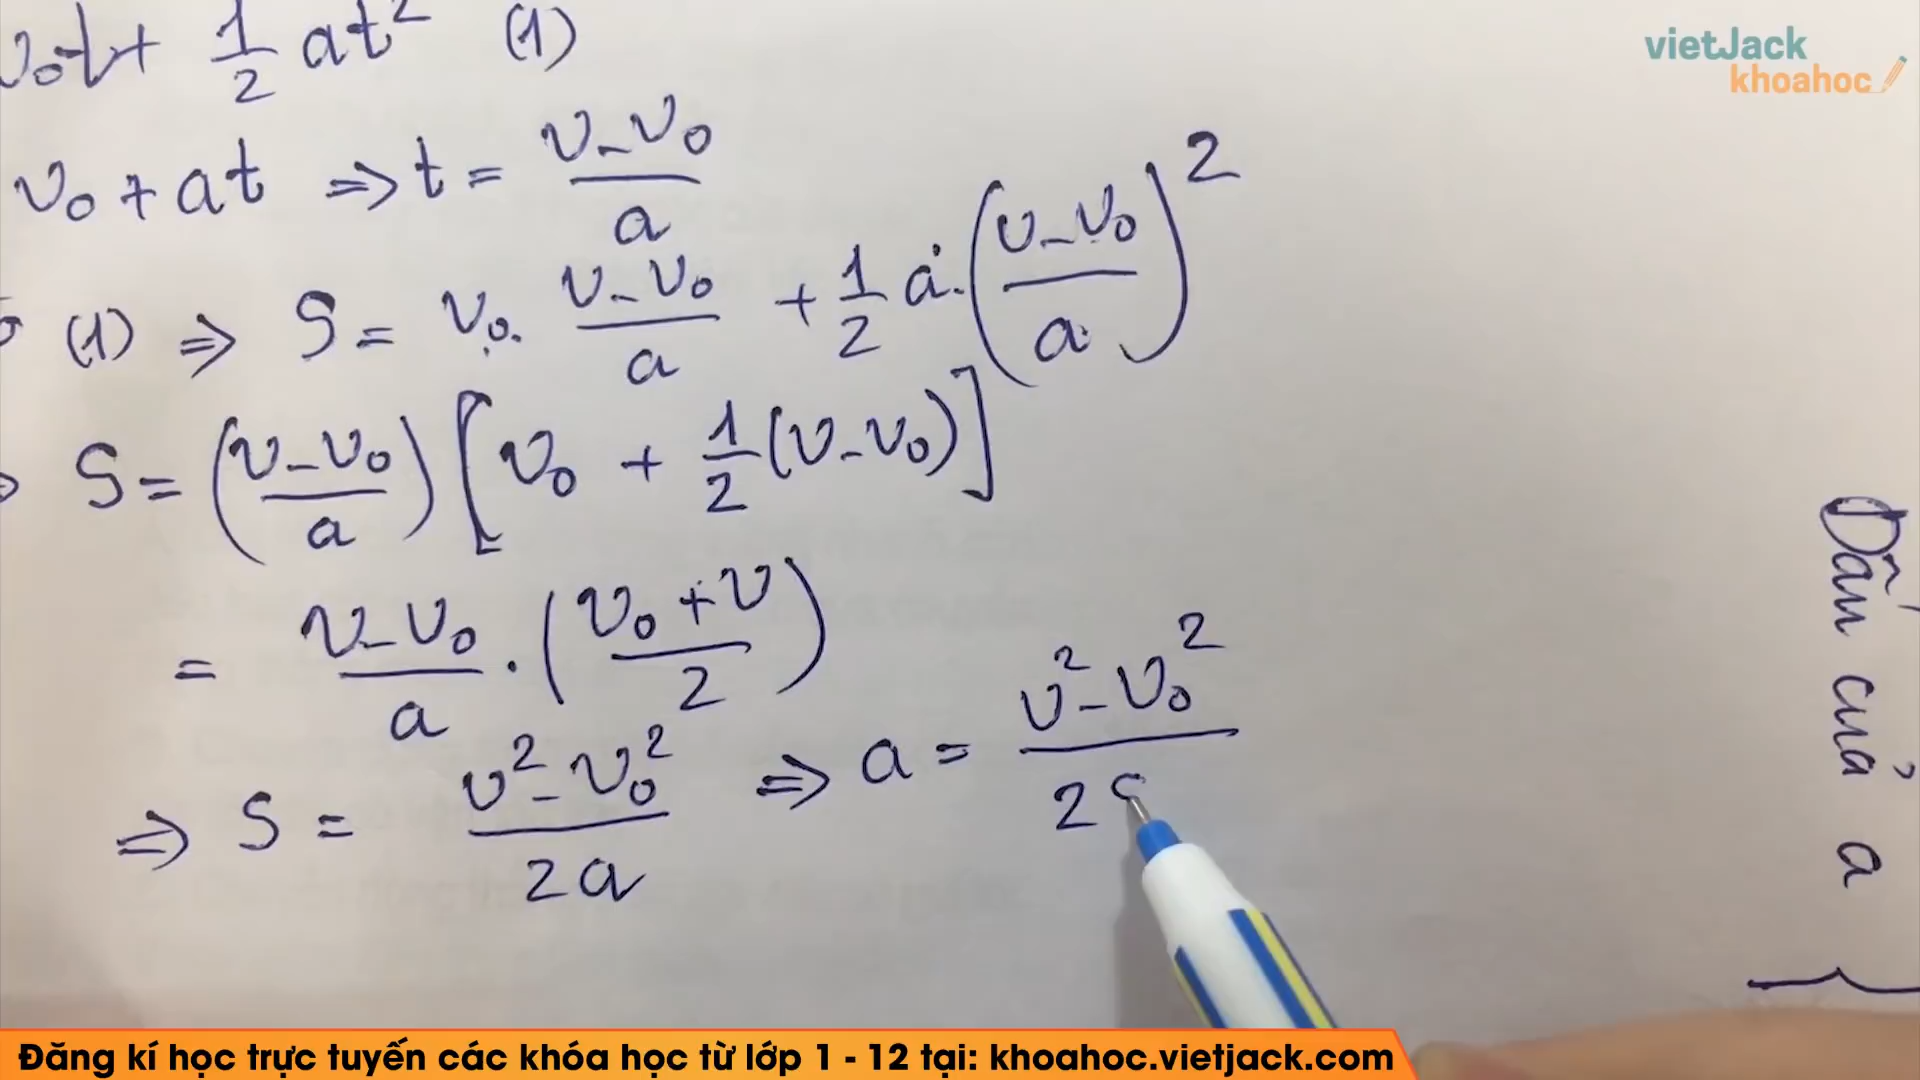 v₀t + 1/2 at² (1)
v₀ + at ⇒ t = (v - v₀)/a
(1) ⇒ S = v₀. (v - v₀)/a + 1/2 a. ((v - v₀)/a)²
S = ((v - v₀)/a) [v₀ + 1/2 (v - v₀)]
= (v - v₀)/a . ((v₀ + v)/2)
⇒ S = (v² - v₀²)/2a ⇒ a = (v² - v₀²)/2s
Dấu của a
vietJack
khoahoc
Đăng kí học trực tuyến các khóa học từ lớp 1 - 12 tại: khoahoc.vietjack.com